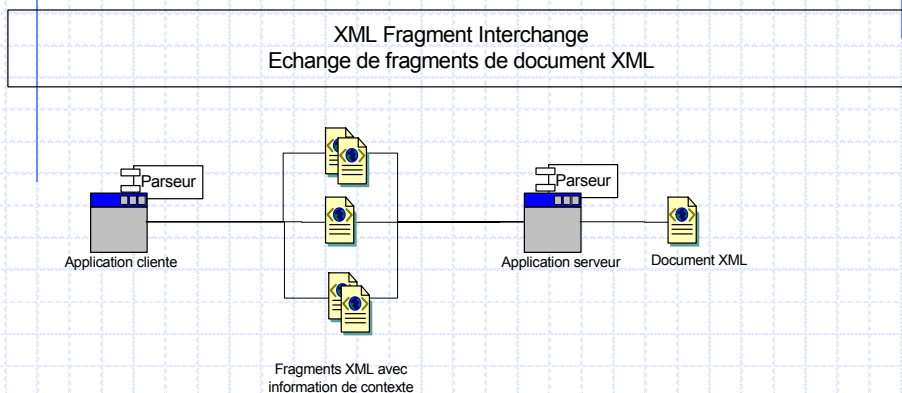 XML Fragment Interchange
Echange de fragments de document XML
Parseur
Parseur
Application cliente
Application serveur
Document XML
Fragments XML avec
information de contexte